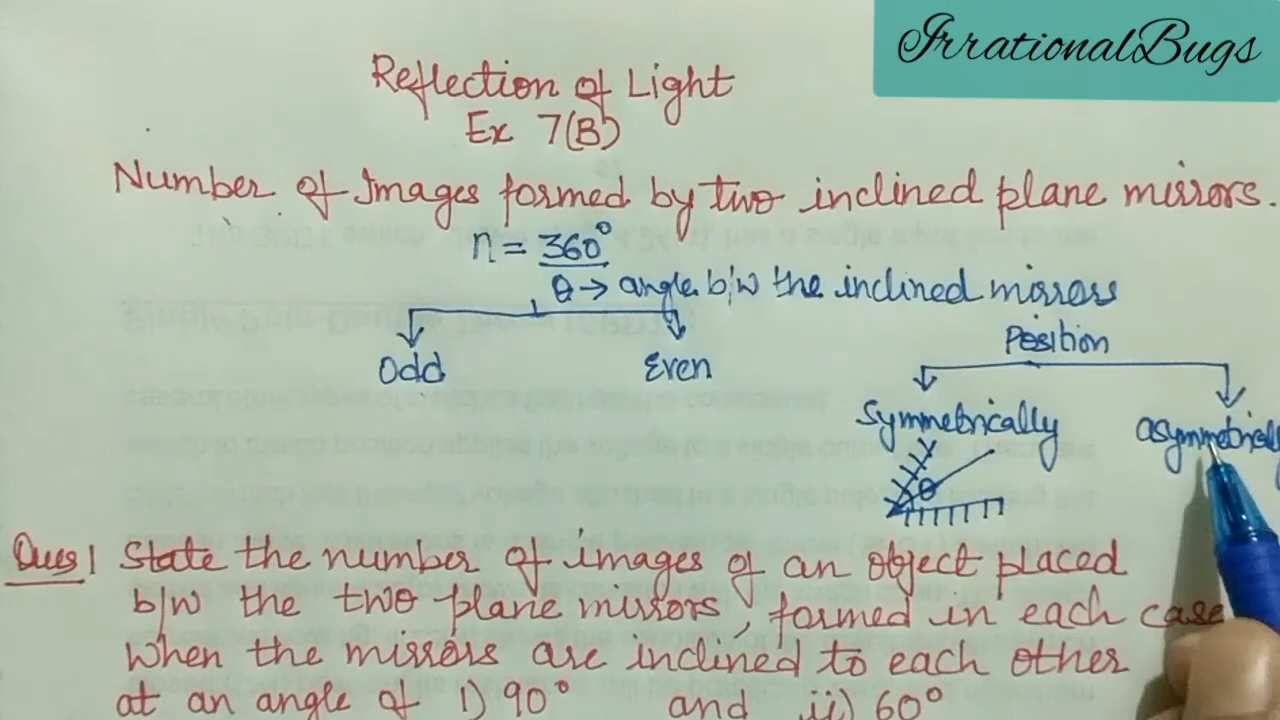 IrrationalBugs
Reflection of Light
Ex 7(B)
Number of Images formed by two inclined plane mirrors.
n = 360°
θ → angle b/w the inclined mirrors
Position
Odd Even
Symmetrically asymmetrically
θ
Ques 1 State the number of images of an object placed
b/w the two plane mirrors, formed in each case
when the mirrors are inclined to each other
at an angle of i) 90° and ii) 60°